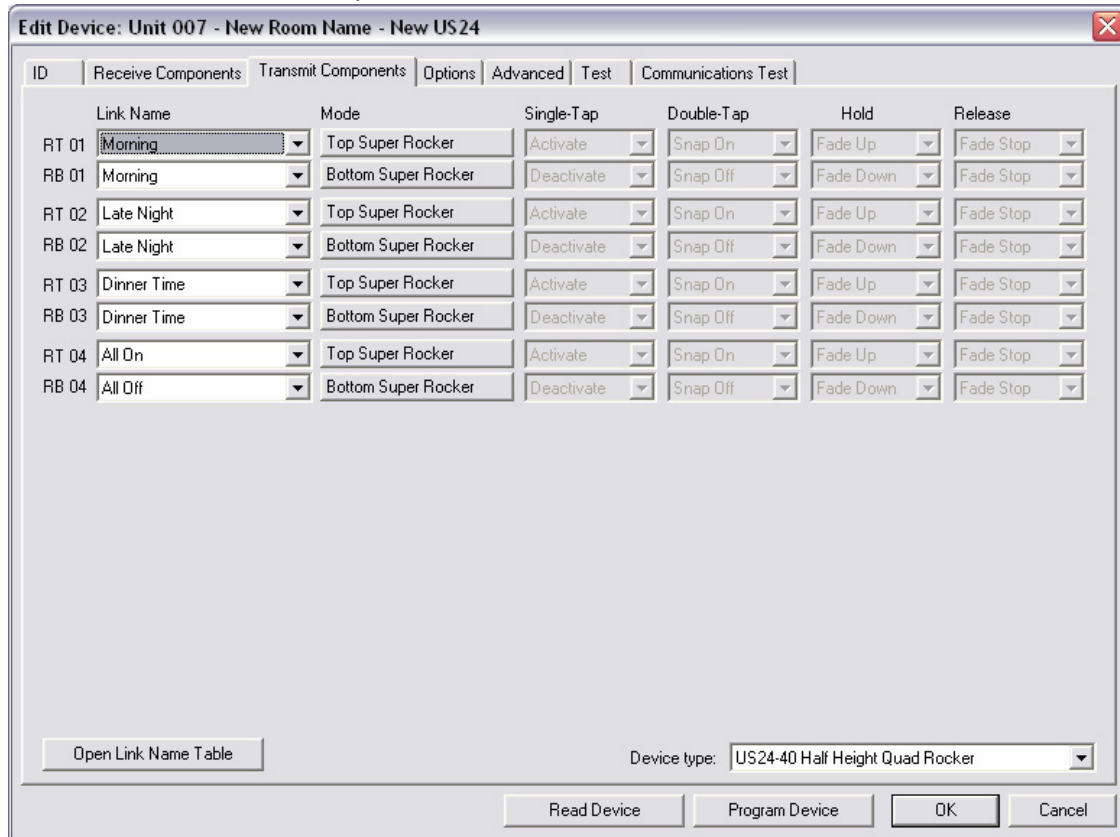 Edit Device: Unit 007 - New Room Name - New US24
ID Receive Components Transmit Components Options Advanced Test Communications Test
Link Name Mode Single-Tap Double-Tap Hold Release
RT 01 Morning Top Super Rocker Activate Snap On Fade Up Fade Stop
RB 01 Morning Bottom Super Rocker Deactivate Snap Off Fade Down Fade Stop
RT 02 Late Night Top Super Rocker Activate Snap On Fade Up Fade Stop
RB 02 Late Night Bottom Super Rocker Deactivate Snap Off Fade Down Fade Stop
RT 03 Dinner Time Top Super Rocker Activate Snap On Fade Up Fade Stop
RB 03 Dinner Time Bottom Super Rocker Deactivate Snap Off Fade Down Fade Stop
RT 04 All On Top Super Rocker Activate Snap On Fade Up Fade Stop
RB 04 All Off Bottom Super Rocker Deactivate Snap Off Fade Down Fade Stop
Open Link Name Table Device type: US24-40 Half Height Quad Rocker
Read Device Program Device OK Cancel